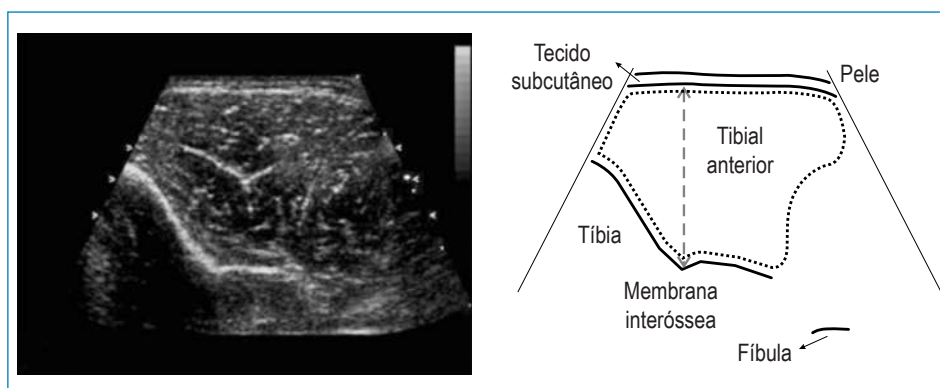 Tecido
subcutâneo
Pele
Tibial
anterior
Tíbia
Membrana
interóssea
Fíbula